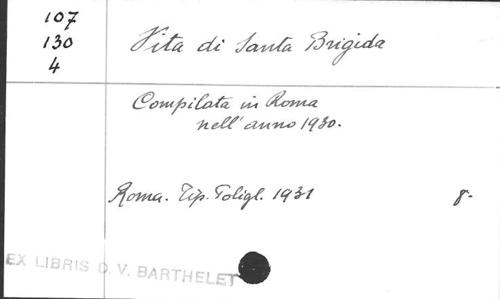 107
130
4
Vita di Santa Brigida
Compilata in Roma
nell'anno 1930.
Roma. Tip. Poligl. 1931 8.
EX LIBRIS D. V. BARTHELET